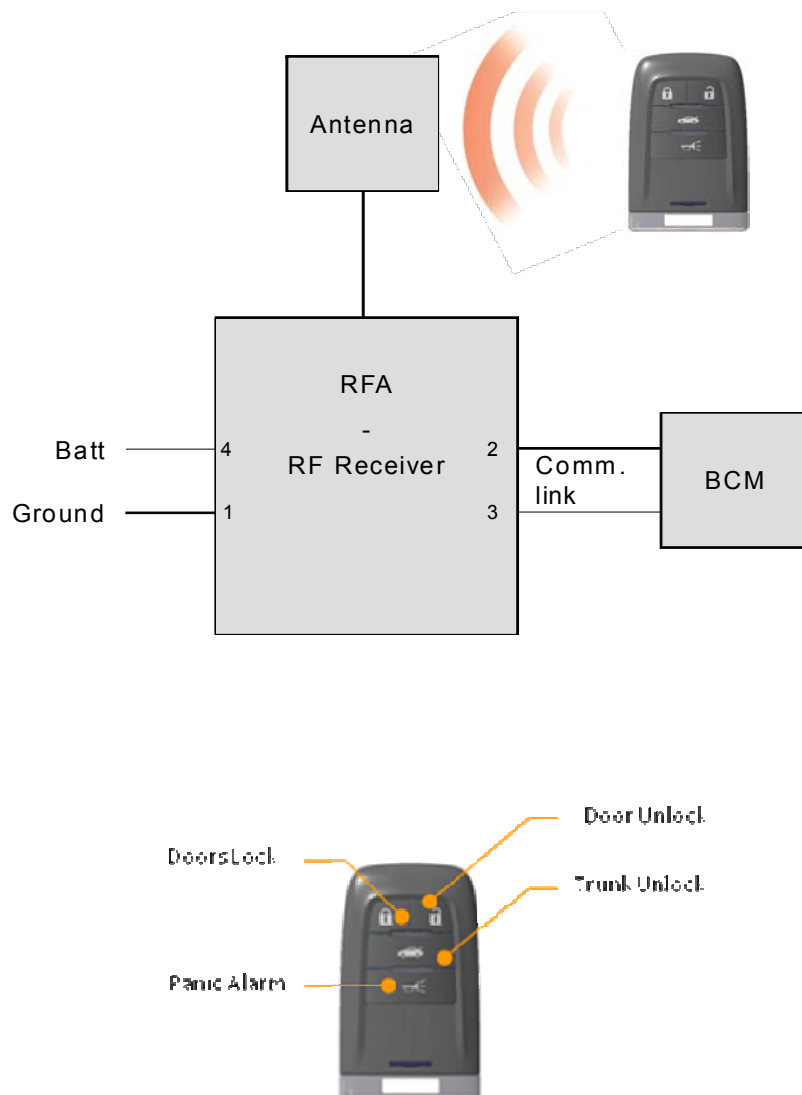 Antenna
RFA
-
RF Receiver
Batt
4
2
Comm.
link
BCM
Ground
1
3
Door Unlock
Doors Lock
Trunk Unlock
Panic Alarm